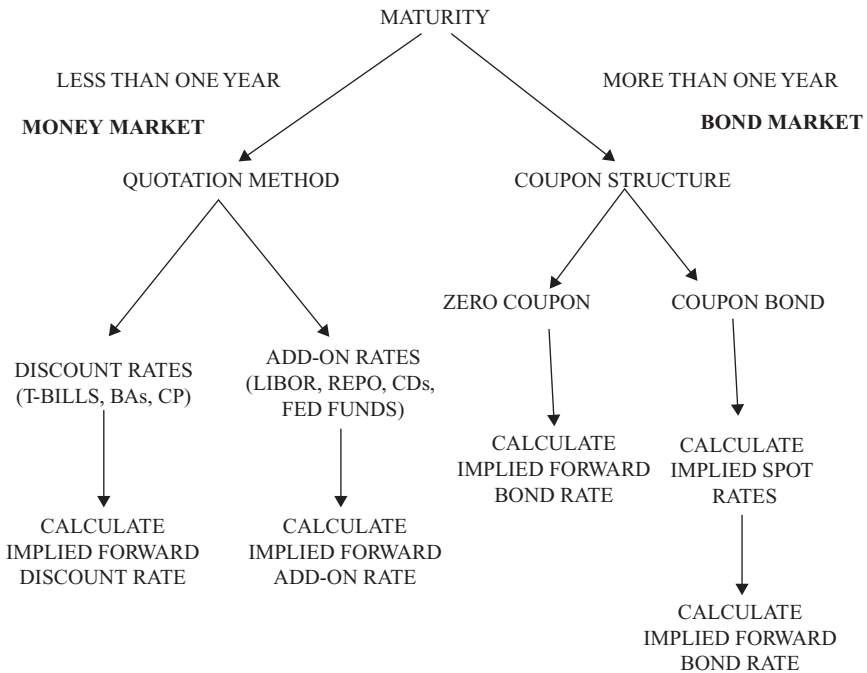 MATURITY
LESS THAN ONE YEAR
MORE THAN ONE YEAR
MONEY MARKET
BOND MARKET
QUOTATION METHOD
COUPON STRUCTURE
ZERO COUPON
COUPON BOND
DISCOUNT RATES
(T-BILLS, BAs, CP)
ADD-ON RATES
(LIBOR, REPO, CDs,
FED FUNDS)
CALCULATE
IMPLIED FORWARD
BOND RATE
CALCULATE
IMPLIED SPOT
RATES
CALCULATE
IMPLIED FORWARD
DISCOUNT RATE
CALCULATE
IMPLIED FORWARD
ADD-ON RATE
CALCULATE
IMPLIED FORWARD
BOND RATE